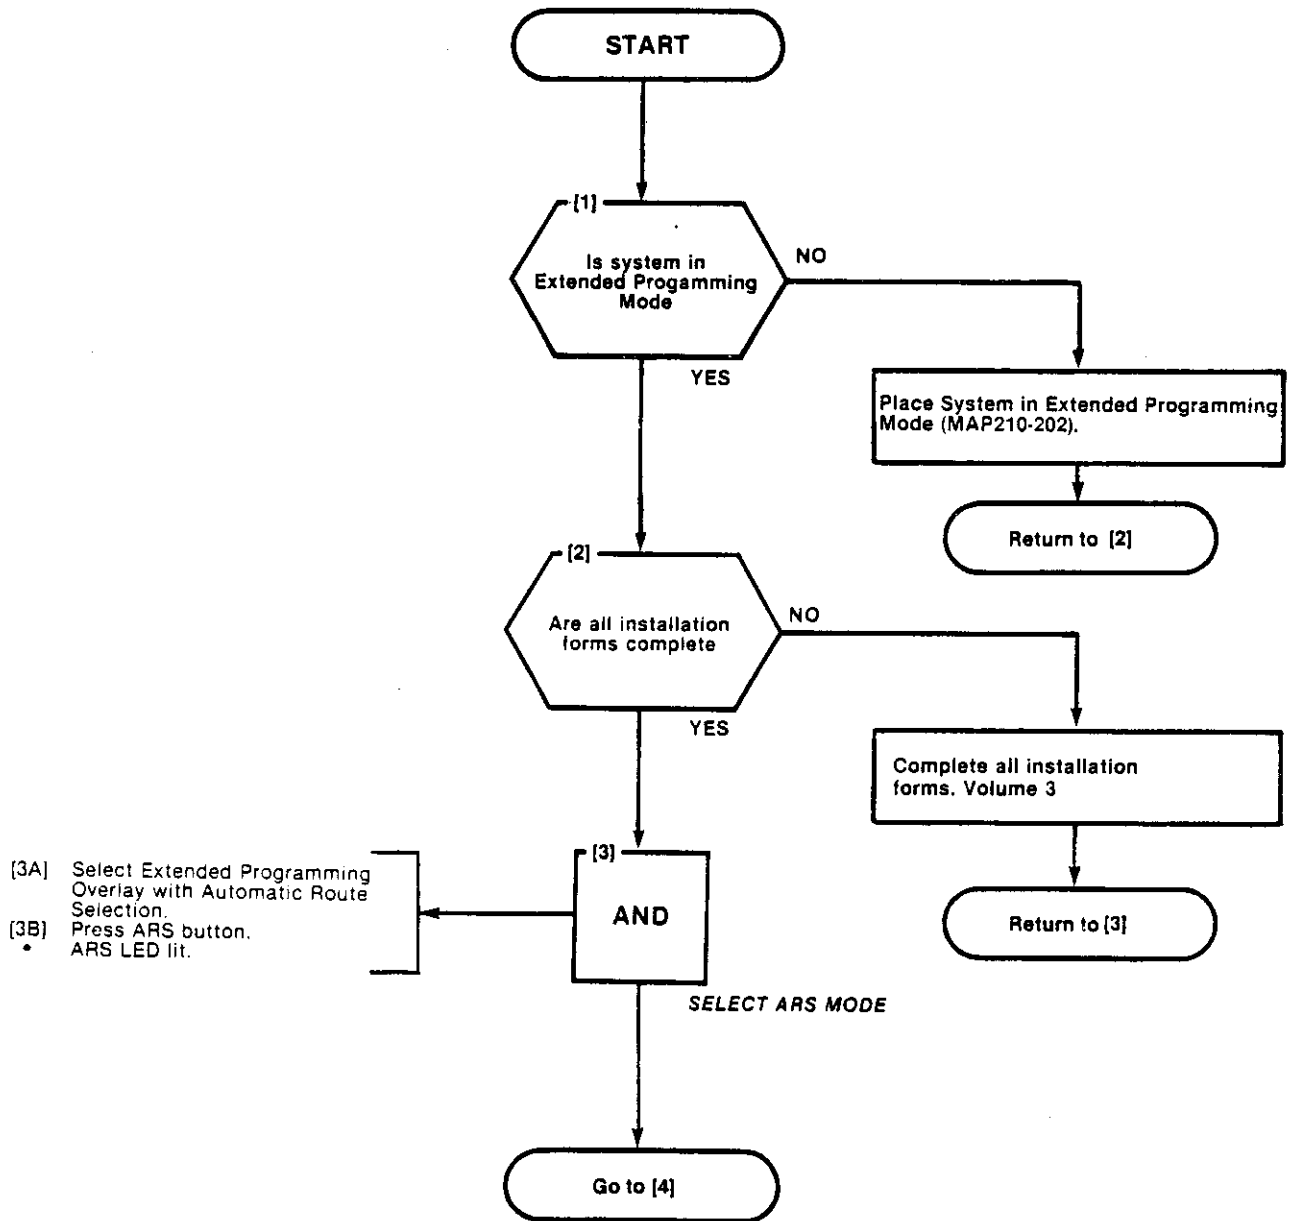 START
[1]
Is system in
Extended Progamming
Mode
NO
YES
Place System in Extended Programming
Mode (MAP210-202).
Return to [2]
[2]
Are all installation
forms complete
NO
YES
Complete all installation
forms. Volume 3
Return to [3]
[3]
AND
[3A] Select Extended Programming
Overlay with Automatic Route
Selection.
[3B] Press ARS button.
• ARS LED lit.
SELECT ARS MODE
Go to [4]